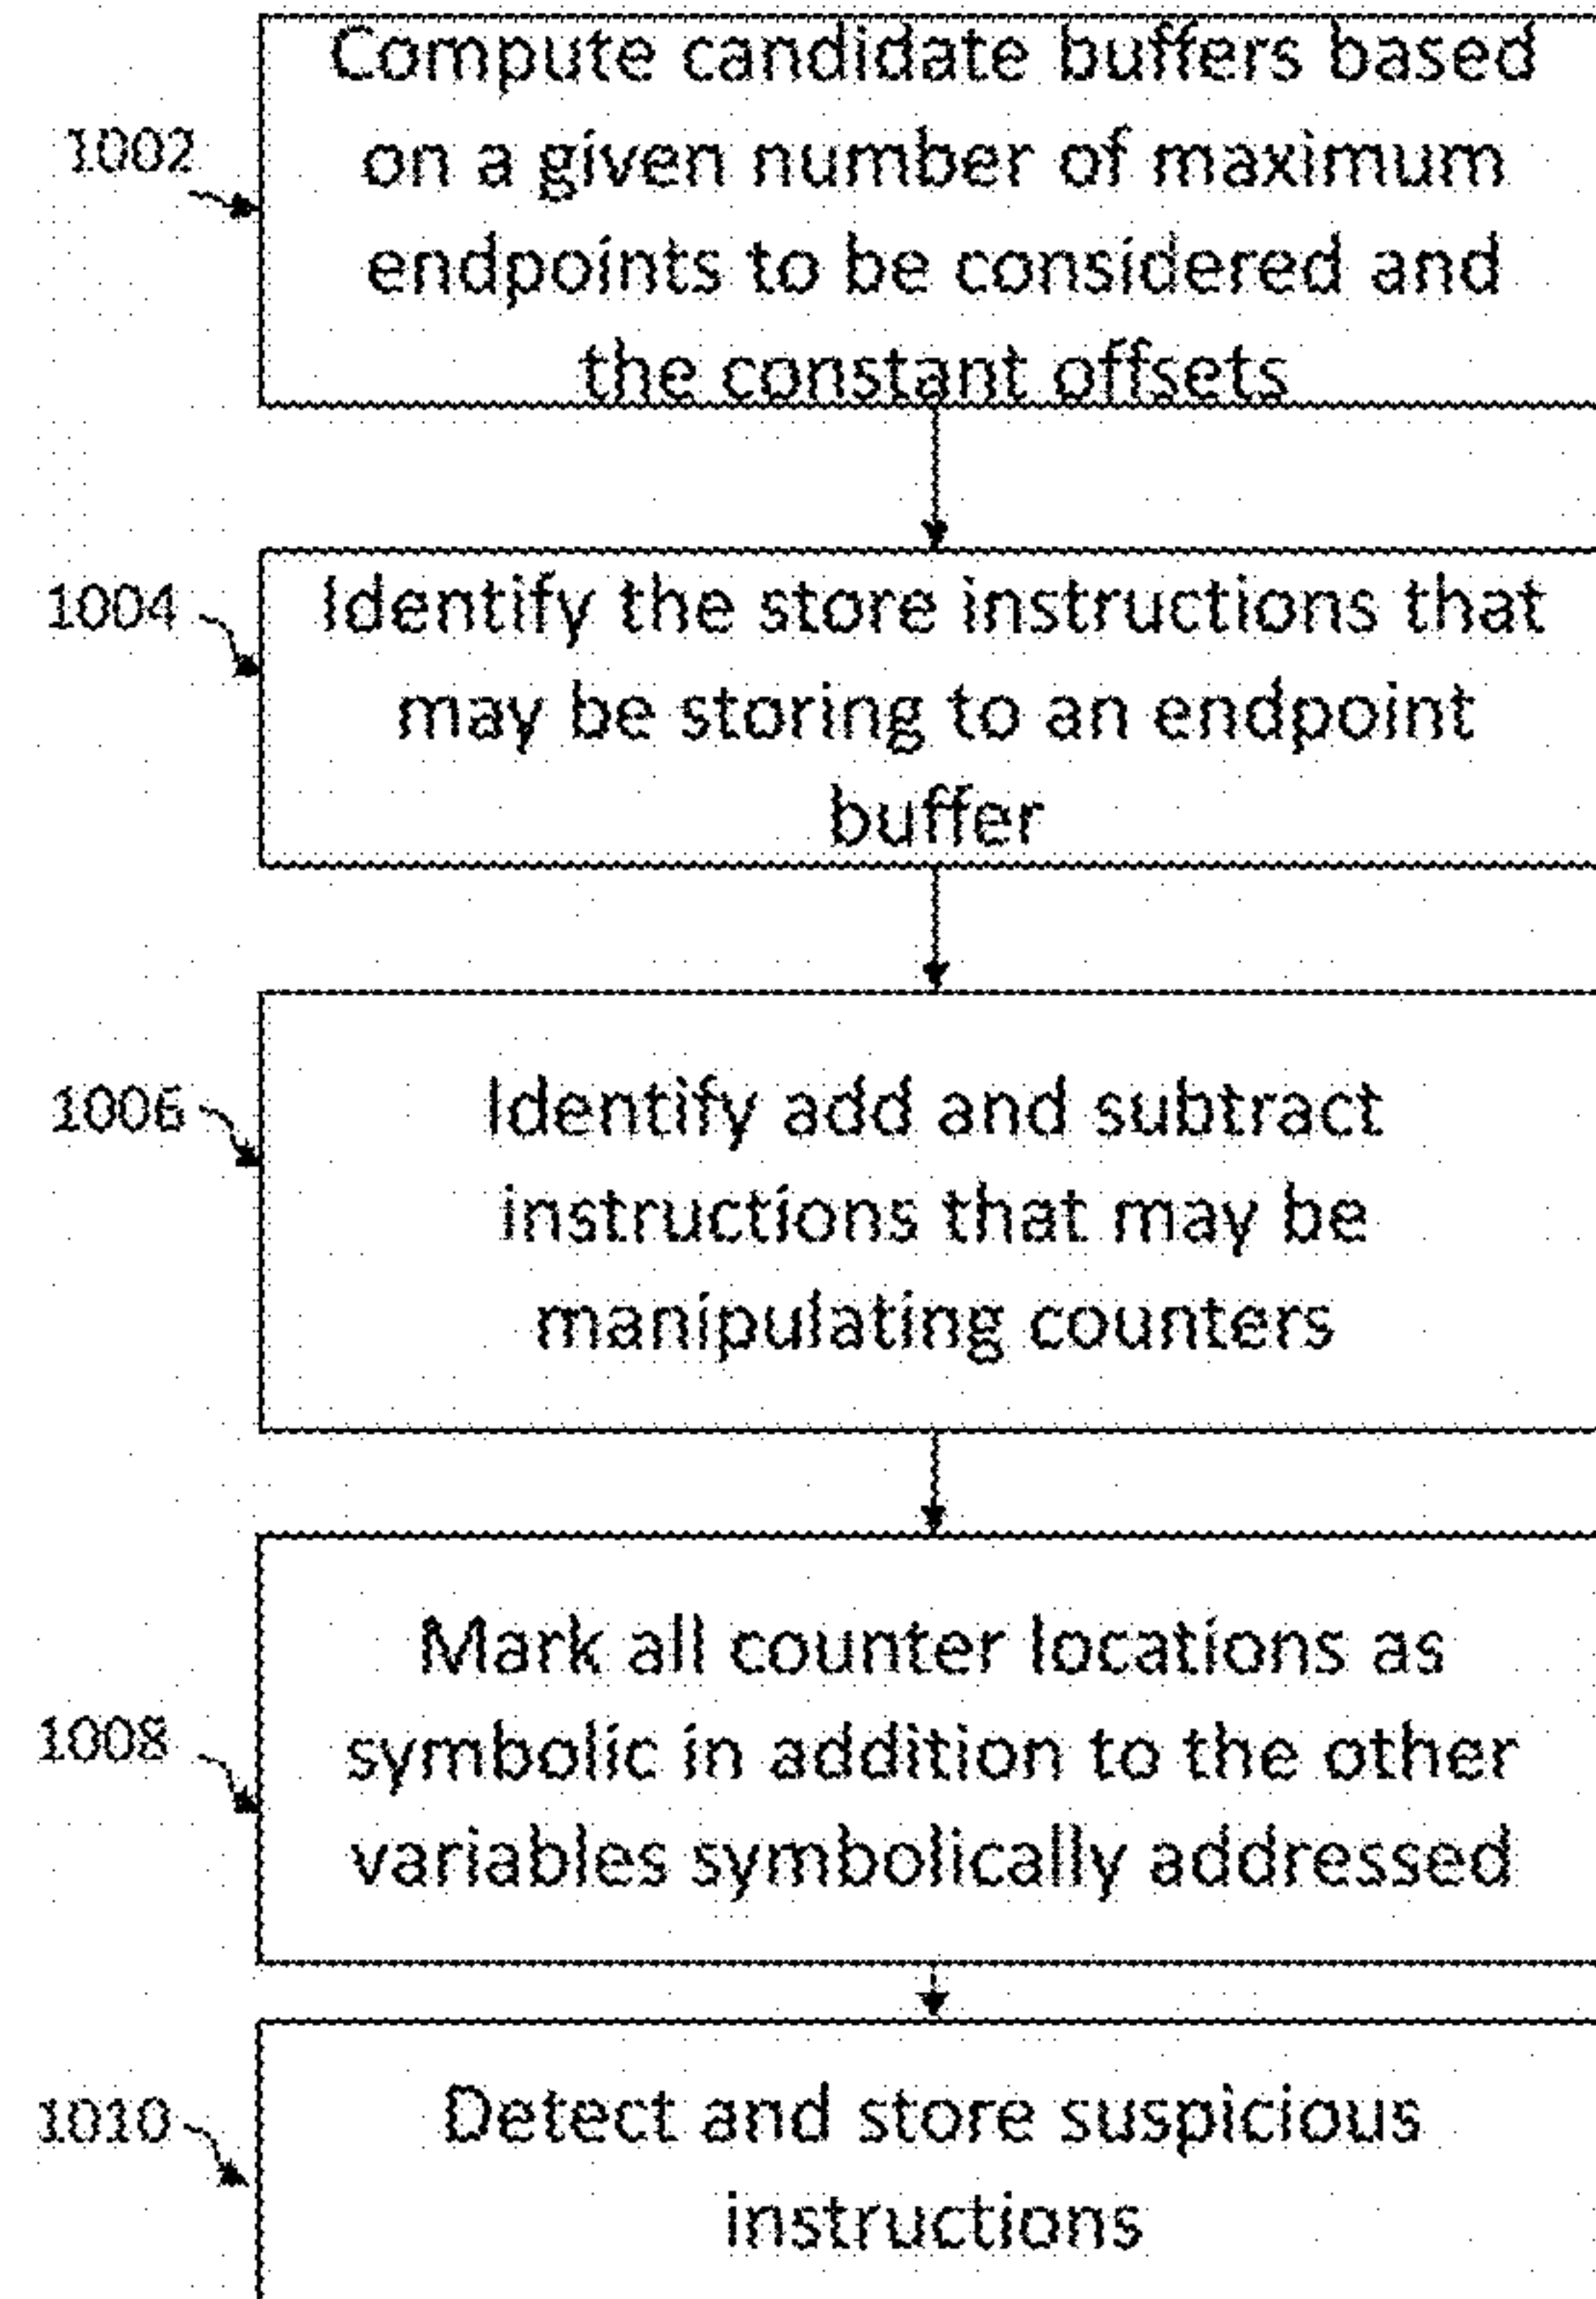 Compute candidate buffers based
1002
on a given number of maximum
endpoints to be considered and
the constant offsets
1004
Identify the store instructions that
may be storing to an endpoint
buffer
1006
Identify add and subtract
instructions that may be
manipulating counters
Mark all counter locations as
1008
symbolic in addition to the other
variables symbolically addressed
1010
Detect and store suspicious
instructions